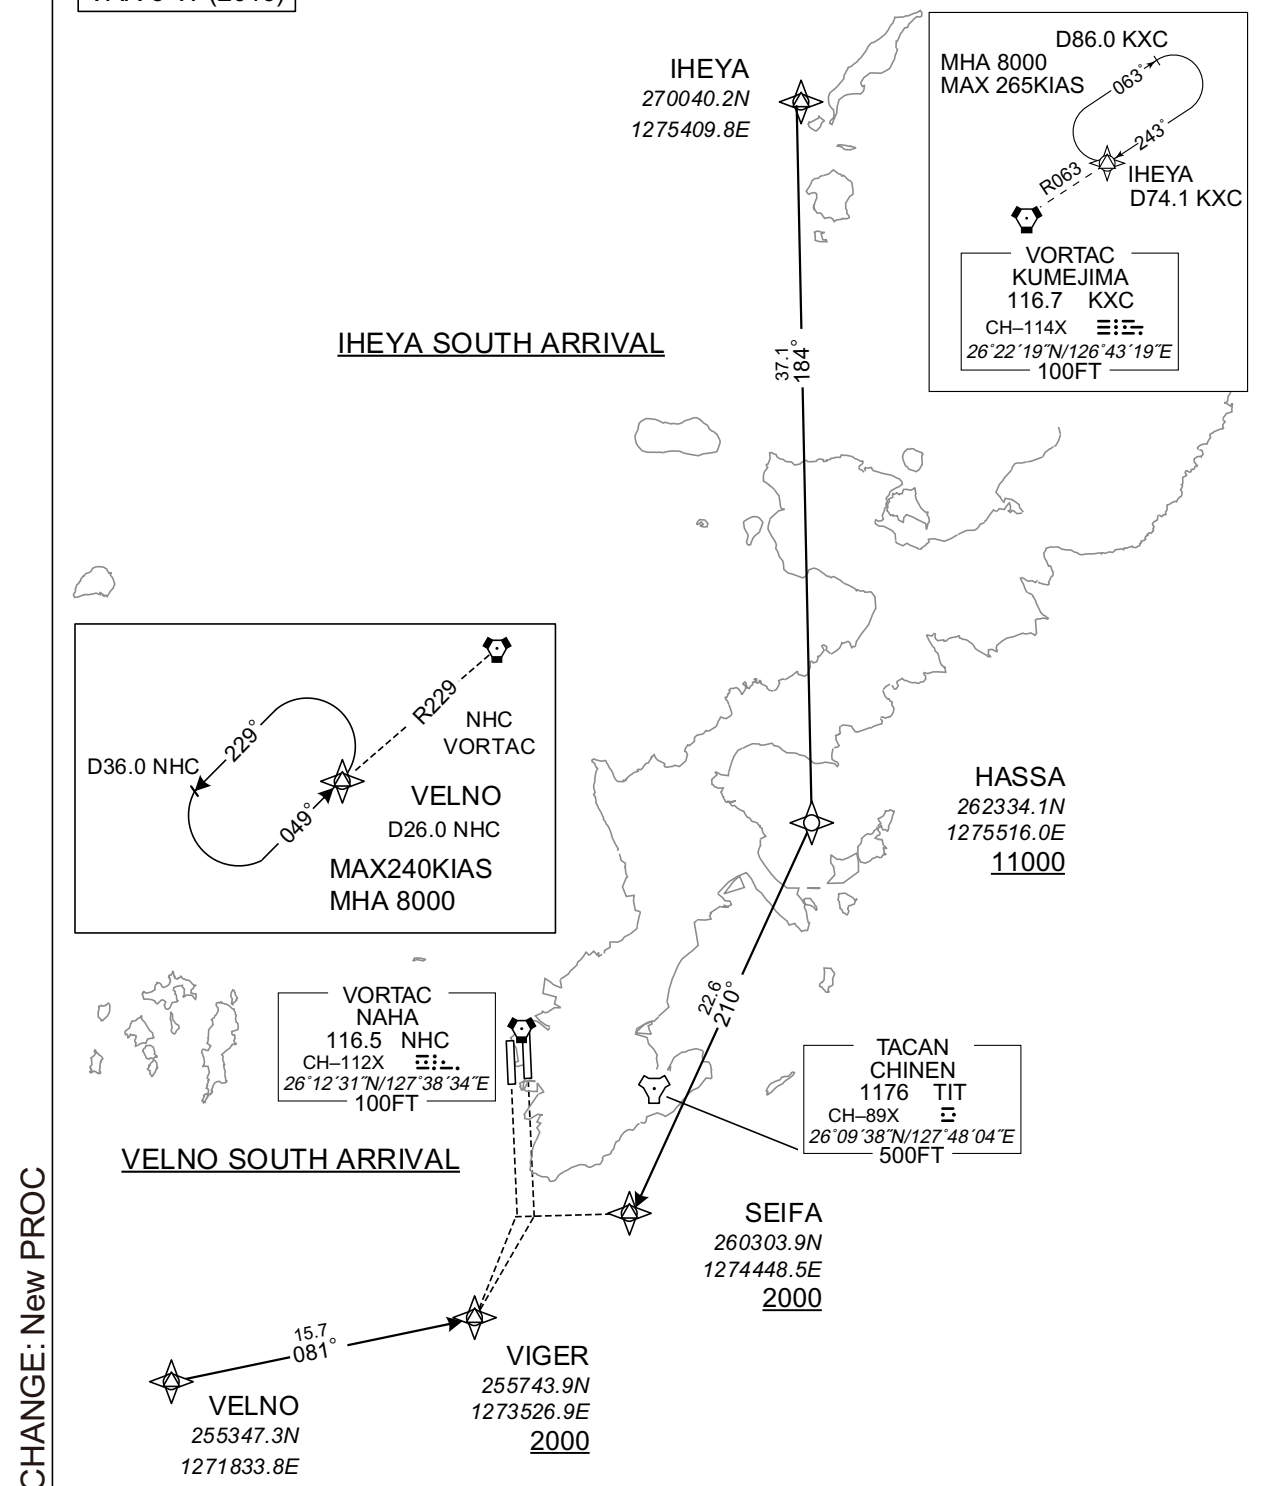 IHEYA
270040.2N
1275409.8E
D86.0 KXC
MHA 8000
MAX 265KIAS
063°
243°
R063
IHEYA
D74.1 KXC
VORTAC
KUMEJIMA
116.7 KXC
CH–114X
26°22´19˝N/126°43´19˝E
100FT
IHEYA SOUTH ARRIVAL
37.1
184°
R229
NHC
VORTAC
229°
D36.0 NHC
049°
VELNO
D26.0 NHC
MAX240KIAS
MHA 8000
HASSA
262334.1N
1275516.0E
11000
22.6
210°
VORTAC
NAHA
116.5 NHC
CH–112X
26°12´31˝N/127°38´34˝E
100FT
TACAN
CHINEN
1176 TIT
CH–89X
26°09´38˝N/127°48´04˝E
500FT
VELNO SOUTH ARRIVAL
SEIFA
260303.9N
1274448.5E
2000
15.7
081°
VIGER
255743.9N
1273526.9E
2000
VELNO
255347.3N
1271833.8E
CHANGE: New PROC